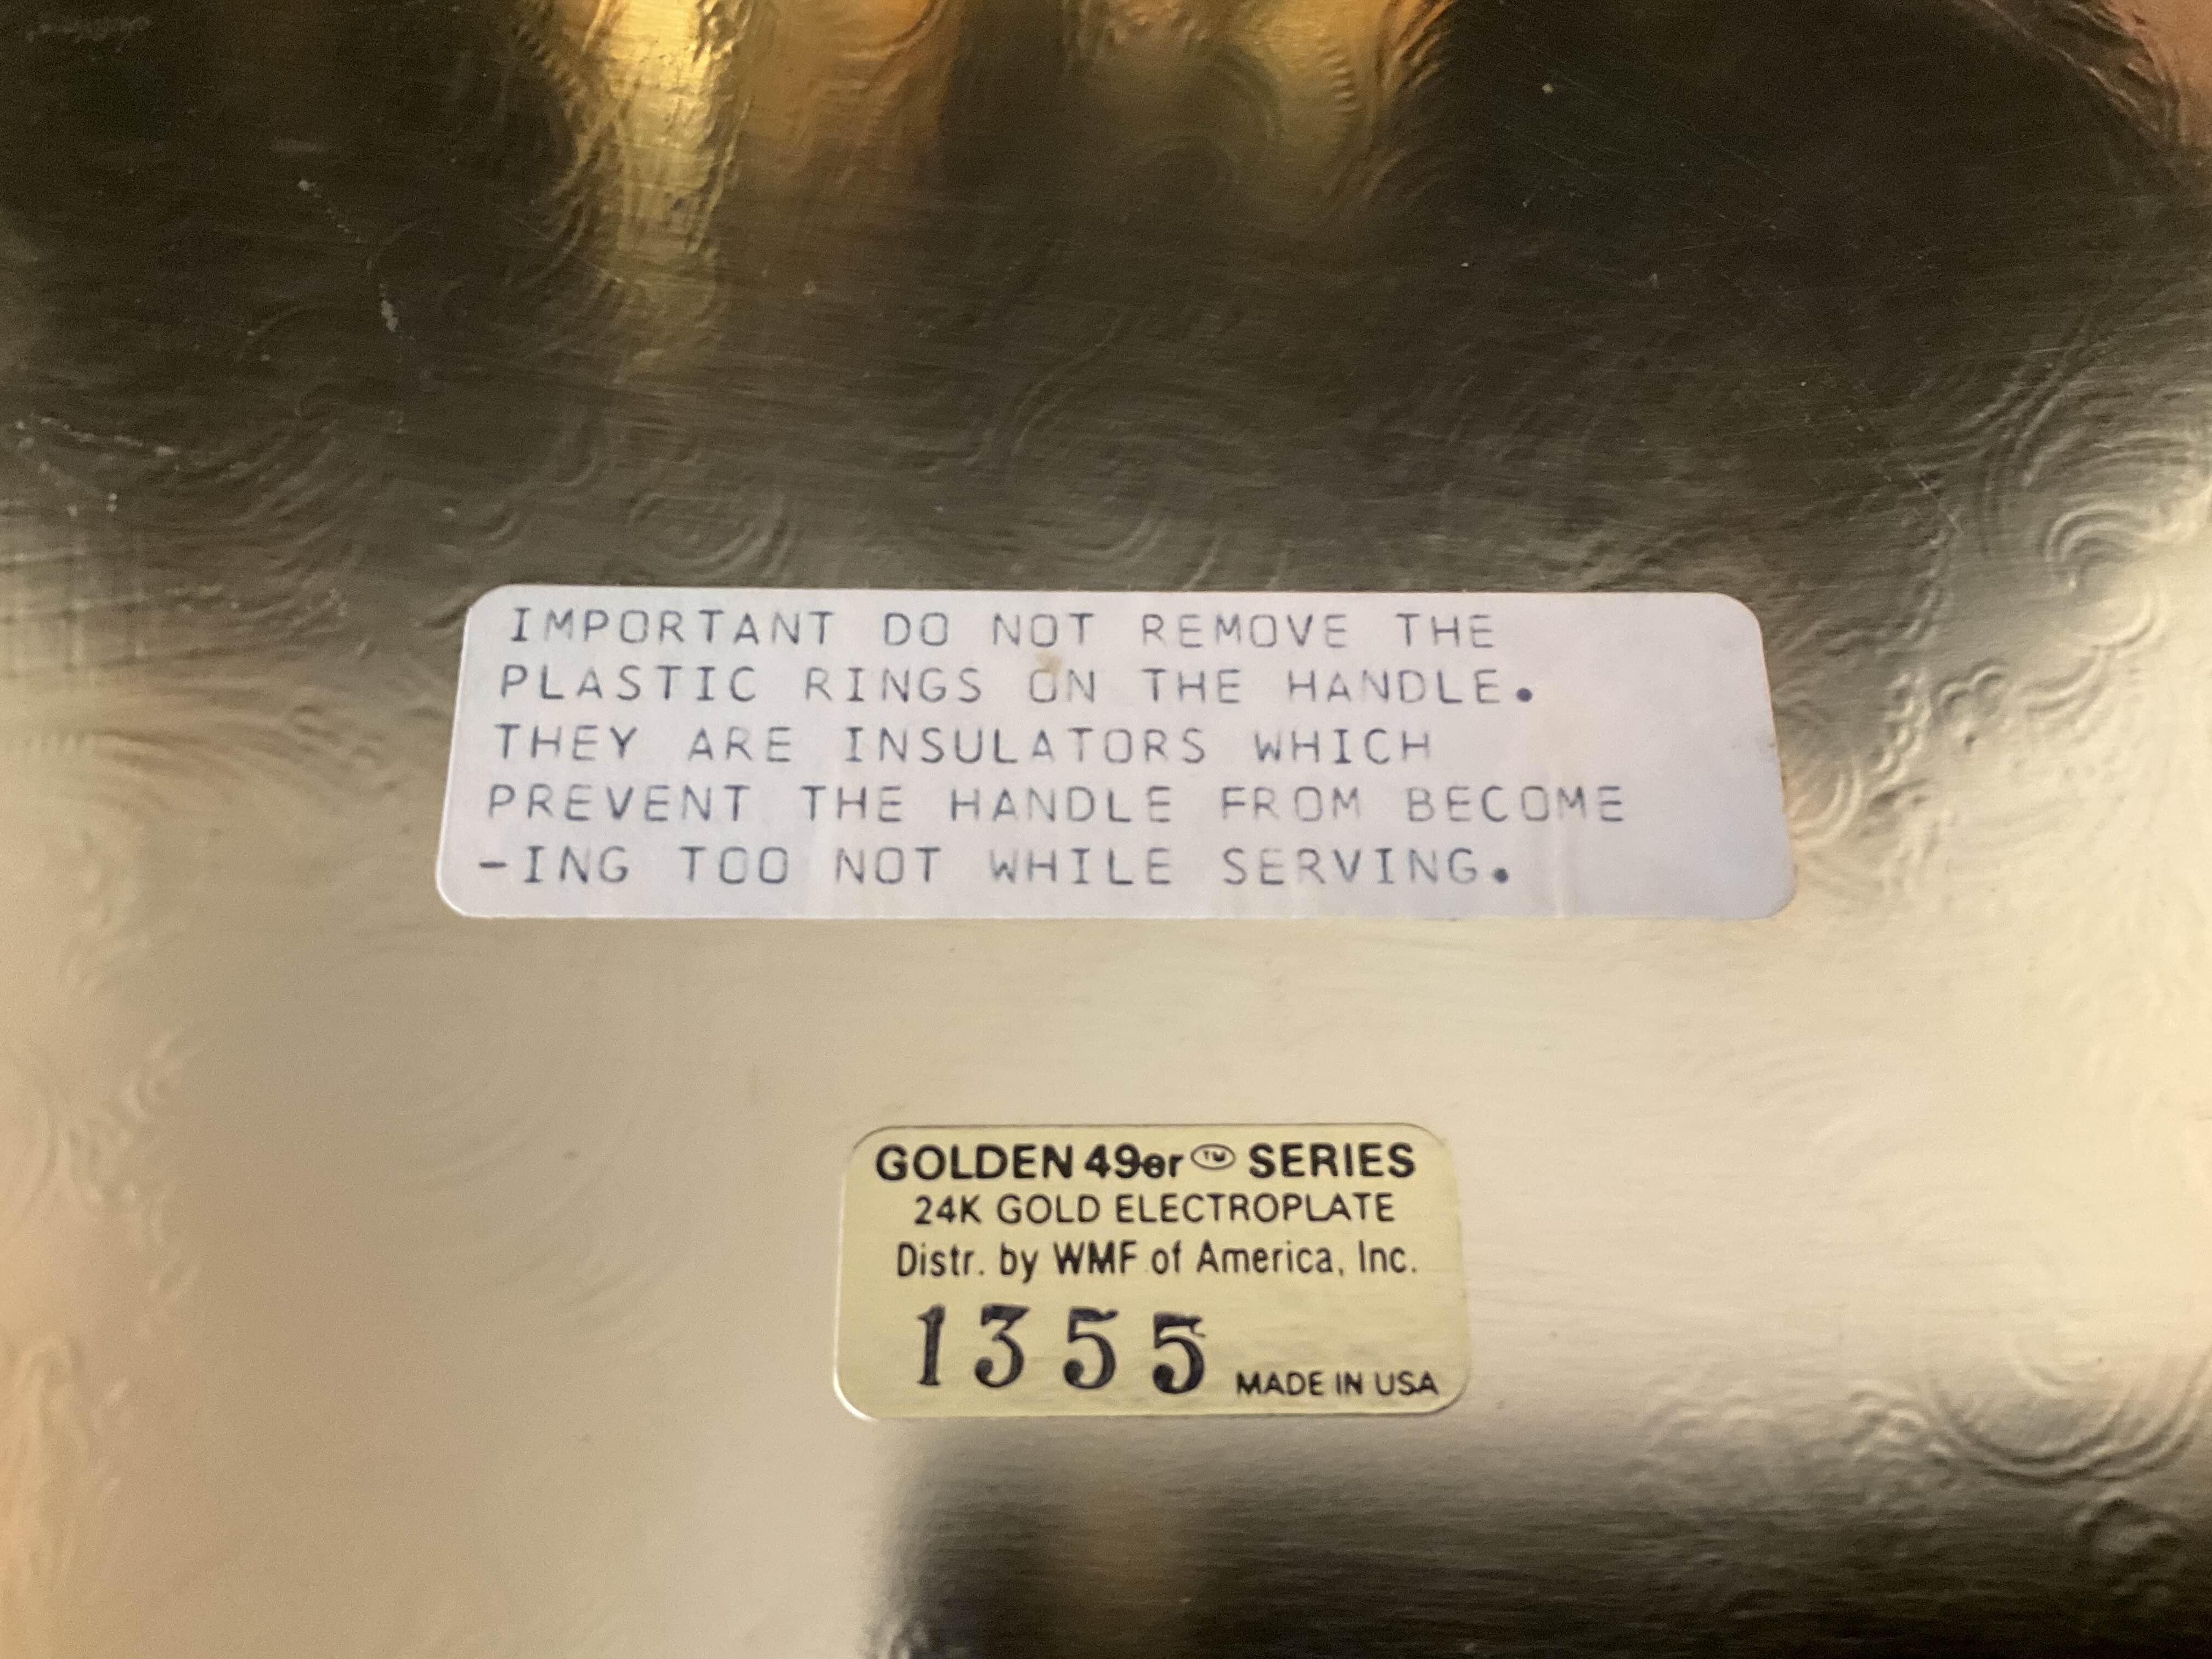 IMPORTANT DO NOT REMOVE THE
PLASTIC RINGS ON THE HANDLE.
THEY ARE INSULATORS WHICH
PREVENT THE HANDLE FROM BECOME
-ING TOO NOT WHILE SERVING.
GOLDEN 49er ™ SERIES
24K GOLD ELECTROPLATE
Distr. by WMF of America, Inc.
1355 MADE IN USA